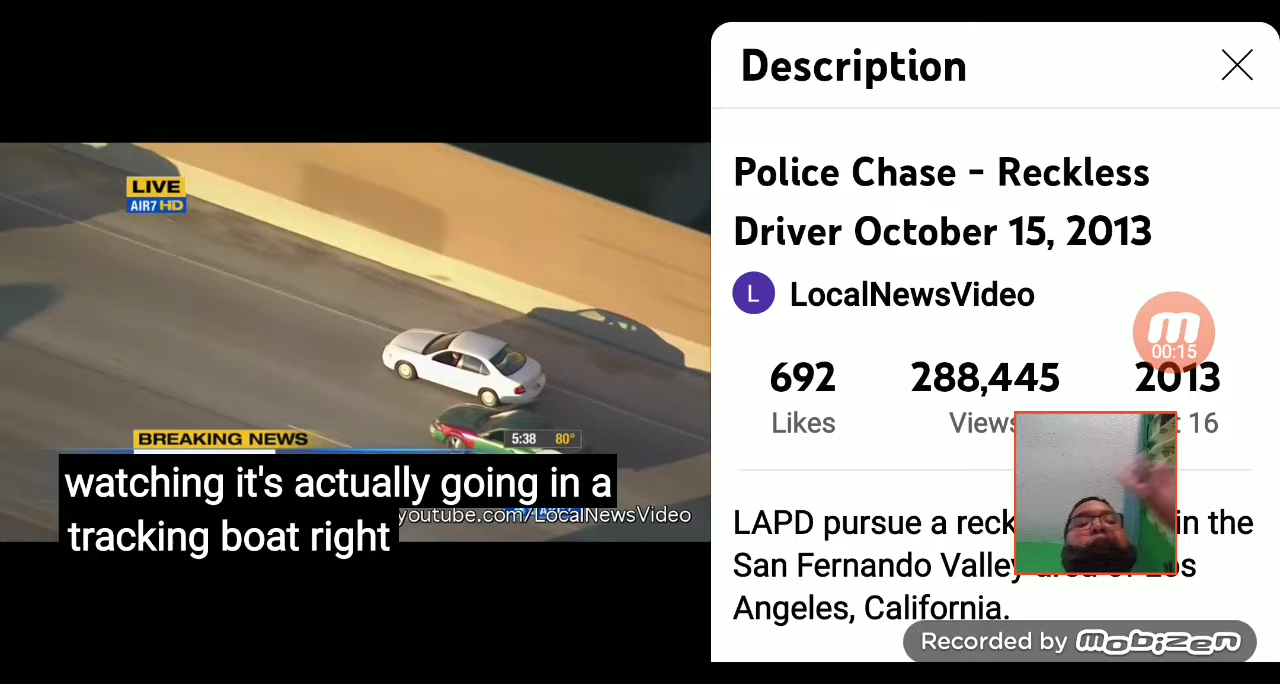 Description
LIVE
AIR7 HD
Police Chase - Reckless
Driver October 15, 2013
L LocalNewsVideo
00:15
692 288,445 2013
Likes Views 16
BREAKING NEWS
5:38 80°
watching it's actually going in a
tracking boat right
youtube.com/LocalNewsVideo
LAPD pursue a in the
San Fernando Valley
Angeles, California.
Recorded by mobizen